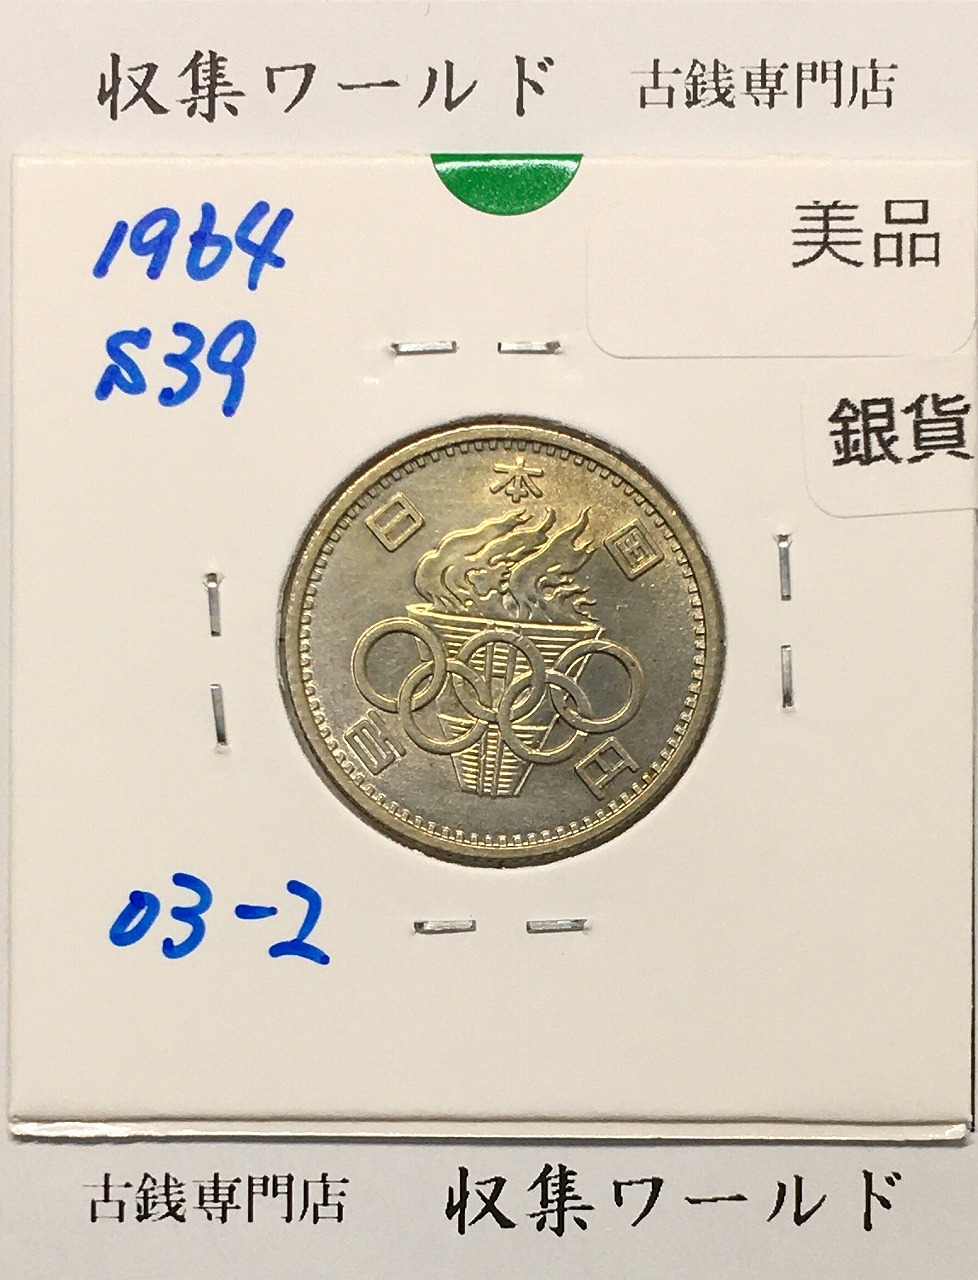 収集ワールド 古銭専門店
1964
S39
美品
銀貨
日本国
百円
03-2
古銭専門店 収集ワールド